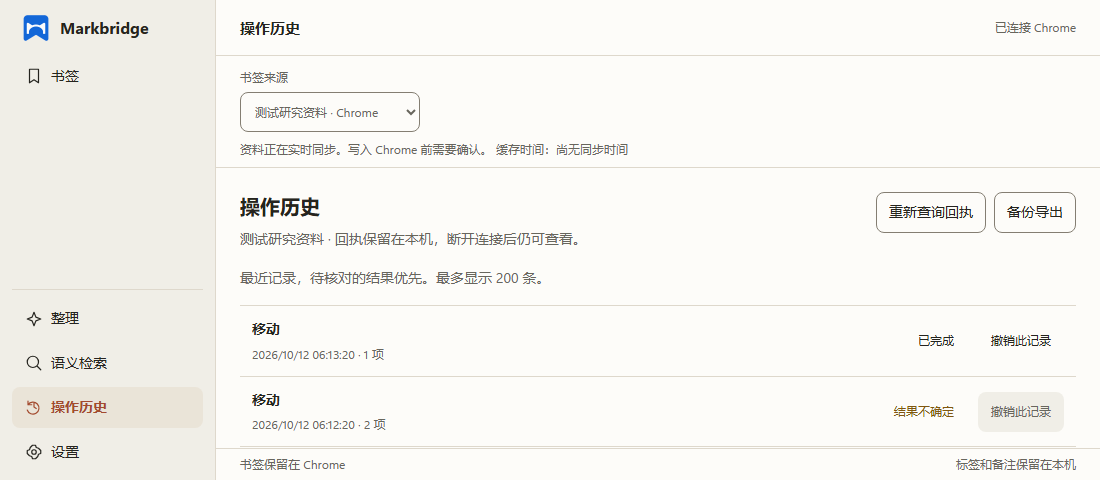 Markbridge
书签
整理
语义检索
操作历史
设置
操作历史
已连接 Chrome
书签来源
测试研究资料 · Chrome
资料正在实时同步。写入 Chrome 前需要确认。 缓存时间：尚无同步时间
操作历史
重新查询回执
备份导出
测试研究资料 · 回执保留在本机，断开连接后仍可查看。
最近记录，待核对的结果优先。最多显示 200 条。
移动
2026/10/12 06:13:20 · 1 项
已完成
撤销此记录
移动
2026/10/12 06:12:20 · 2 项
结果不确定
撤销此记录
书签保留在 Chrome
标签和备注保留在本机